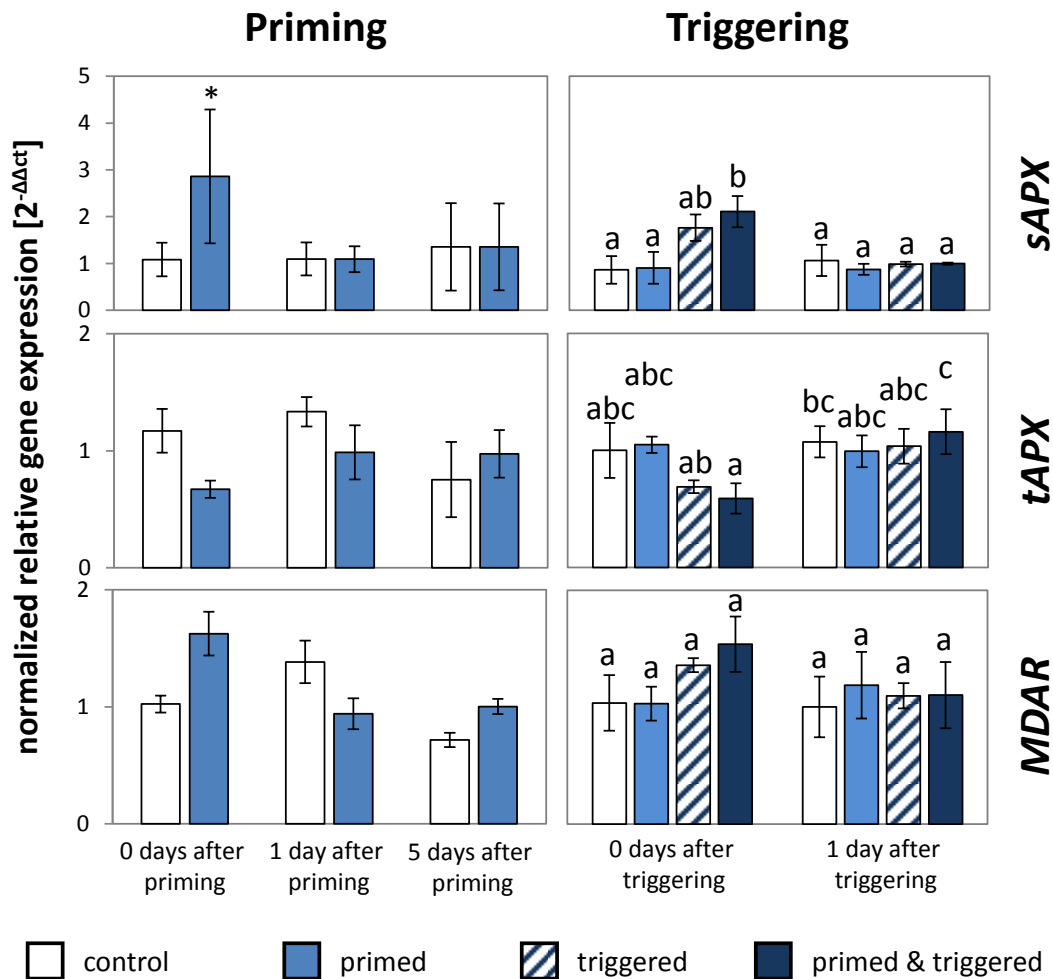 Priming Triggering
normalized relative gene expression [2-ΔΔct]
5
4
3
2
1
0
*
a a ab b a a a a
sAPX
2
1
0
abc abc ab a bc abc abc c
tAPX
2
1
0
a a a a a a a a
MDAR
0 days after priming
1 day after priming
5 days after priming
0 days after triggering
1 day after triggering
control primed triggered primed & triggered